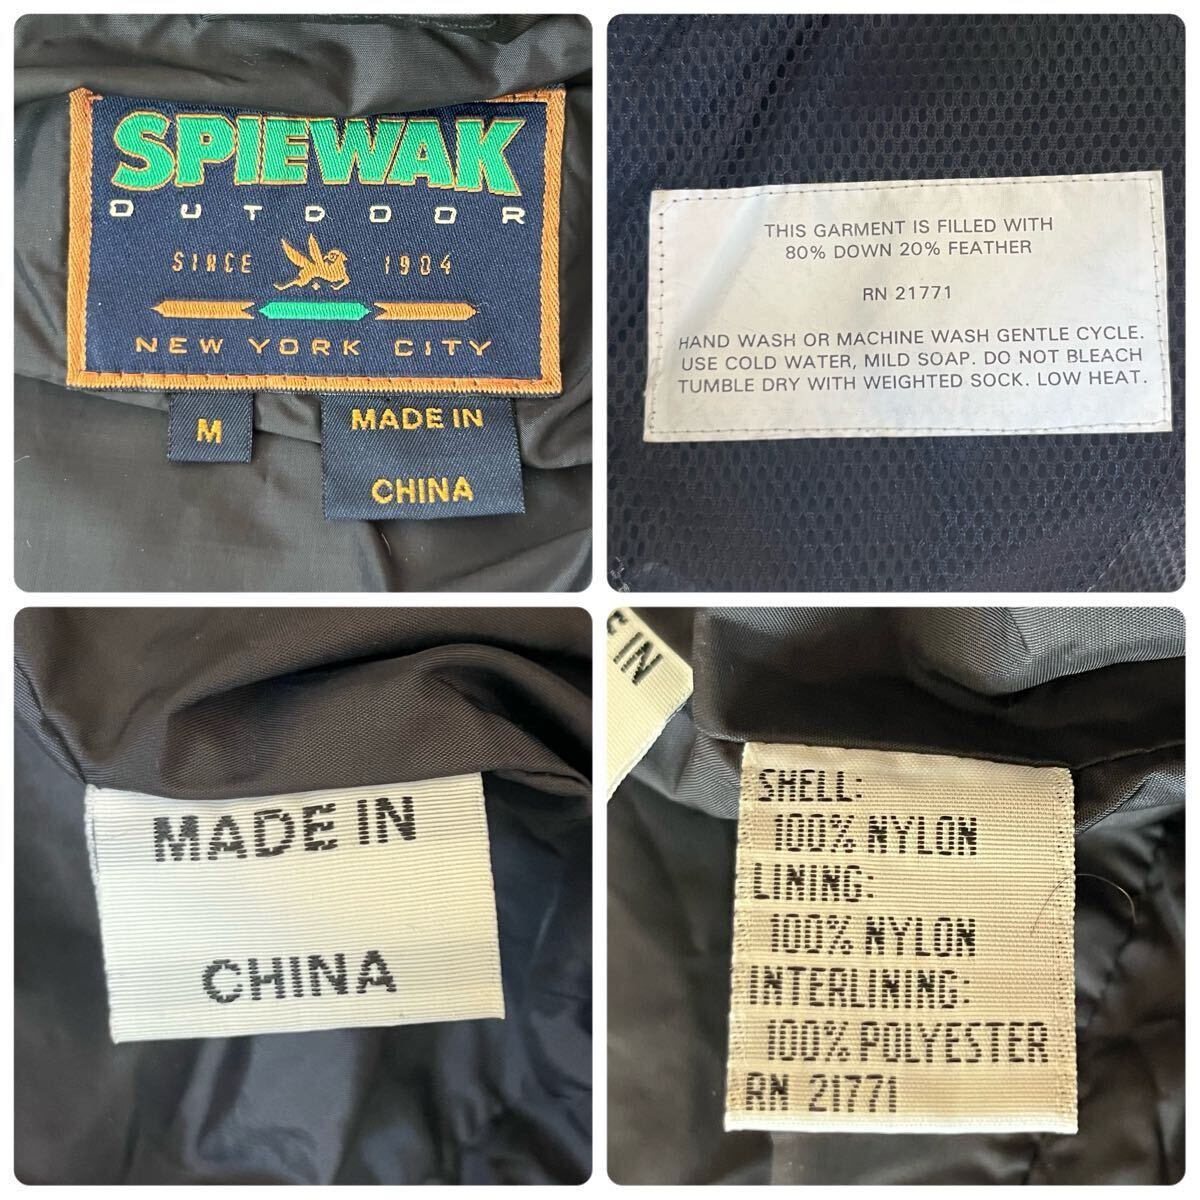 SPIEWAK
OUTDOOR
SINCE 1904
NEW YORK CITY
M
MADE IN
CHINA
THIS GARMENT IS FILLED WITH
80% DOWN 20% FEATHER
RN 21771
HAND WASH OR MACHINE WASH GENTLE CYCLE.
USE COLD WATER, MILD SOAP. DO NOT BLEACH
TUMBLE DRY WITH WEIGHTED SOCK. LOW HEAT.
MADE IN
CHINA
IN
SHELL:
100% NYLON
LINING:
100% NYLON
INTERLINING:
100% POLYESTER
RN 21771